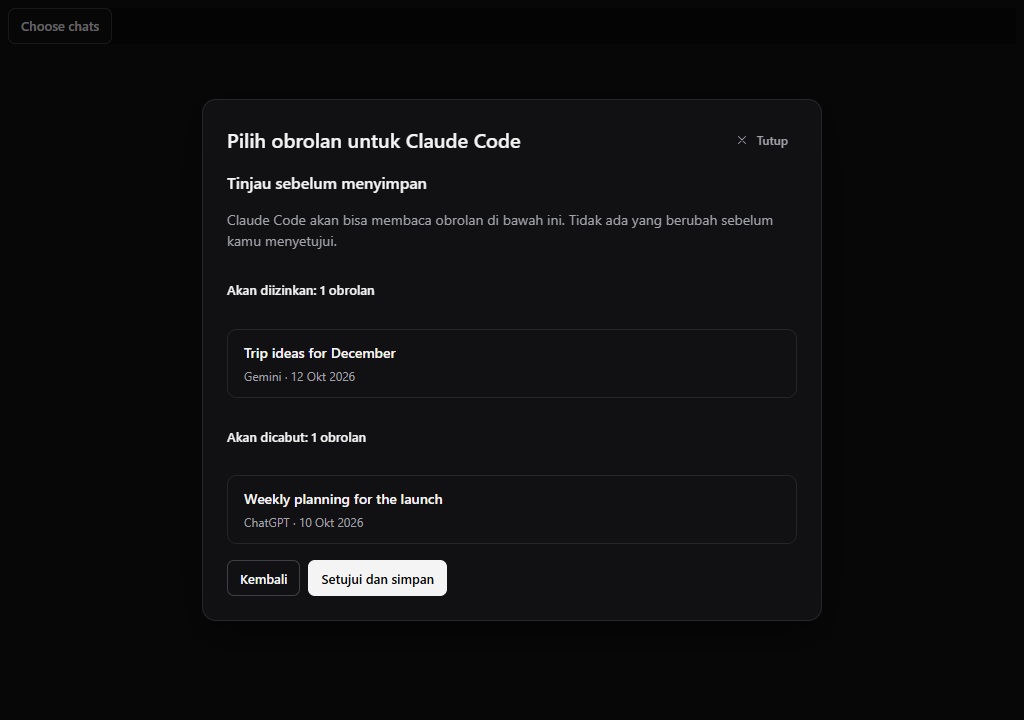 Choose chats
Pilih obrolan untuk Claude Code
Tutup
Tinjau sebelum menyimpan
Claude Code akan bisa membaca obrolan di bawah ini. Tidak ada yang berubah sebelum
kamu menyetujui.
Akan diizinkan: 1 obrolan
Trip ideas for December
Gemini · 12 Okt 2026
Akan dicabut: 1 obrolan
Weekly planning for the launch
ChatGPT · 10 Okt 2026
Kembali
Setujui dan simpan